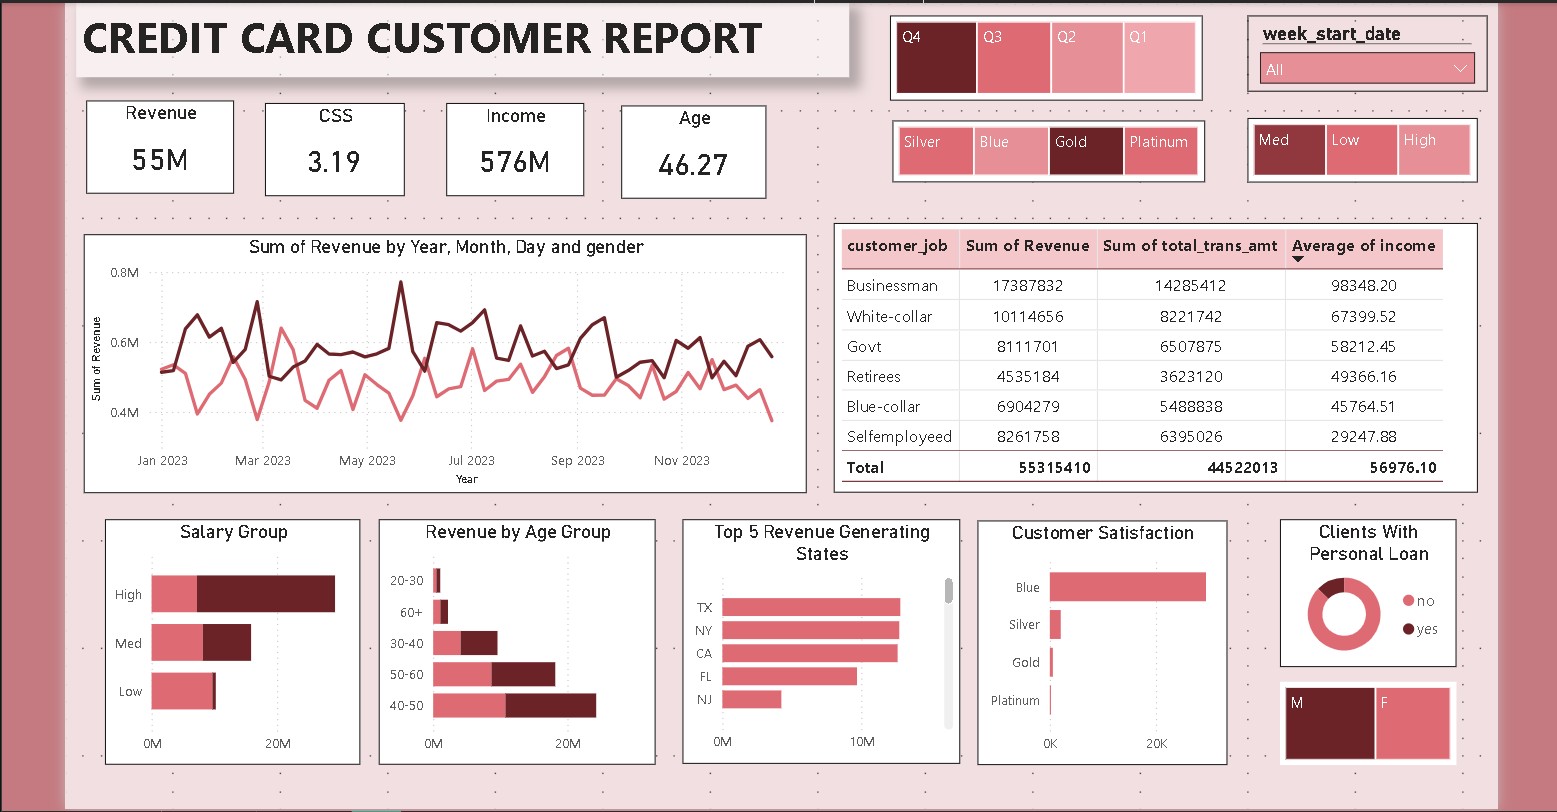 CREDIT CARD CUSTOMER REPORT
Q4 Q3 Q2 Q1
week_start_date
All
Revenue
55M
CSS
3.19
Income
576M
Age
46.27
Silver Blue Gold Platinum
Med Low High
Sum of Revenue by Year, Month, Day and gender
Sum of Revenue
0.8M
0.6M
0.4M
Jan 2023 Mar 2023 May 2023 Jul 2023 Sep 2023 Nov 2023
Year
customer_job Sum of Revenue Sum of total_trans_amt Average of income
Businessman 17387832 14285412 98348.20
White-collar 10114656 8221742 67399.52
Govt 8111701 6507875 58212.45
Retirees 4535184 3623120 49366.16
Blue-collar 6904279 5488838 45764.51
Selfemployeed 8261758 6395026 29247.88
Total 55315410 44522013 56976.10
Salary Group
High
Med
Low
0M 20M
Revenue by Age Group
20-30
60+
30-40
50-60
40-50
0M 20M
Top 5 Revenue Generating
States
TX
NY
CA
FL
NJ
0M 10M
Customer Satisfaction
Blue
Silver
Gold
Platinum
0K 20K
Clients With
Personal Loan
no
yes
M F